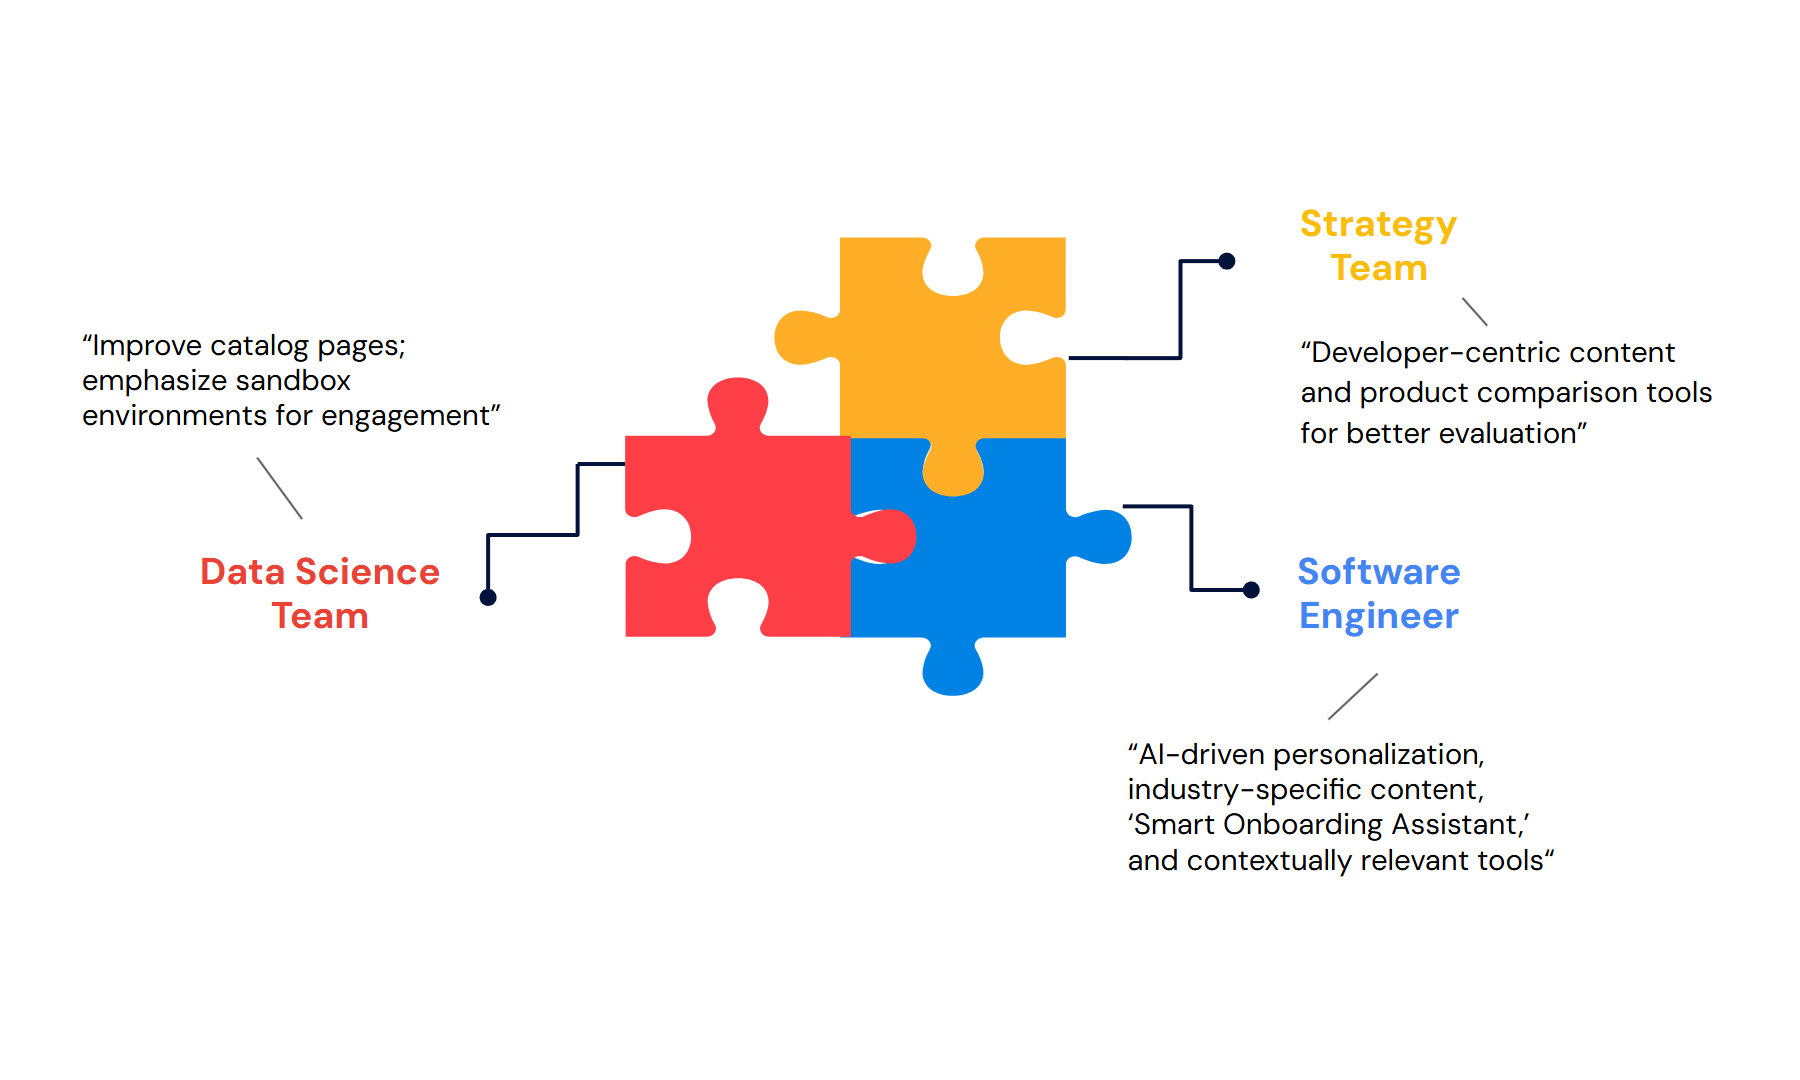 “Improve catalog pages;
emphasize sandbox
environments for engagement”
Data Science
Team
Strategy
Team
“Developer-centric content
and product comparison tools
for better evaluation”
Software
Engineer
“AI-driven personalization,
industry-specific content,
‘Smart Onboarding Assistant,’
and contextually relevant tools“